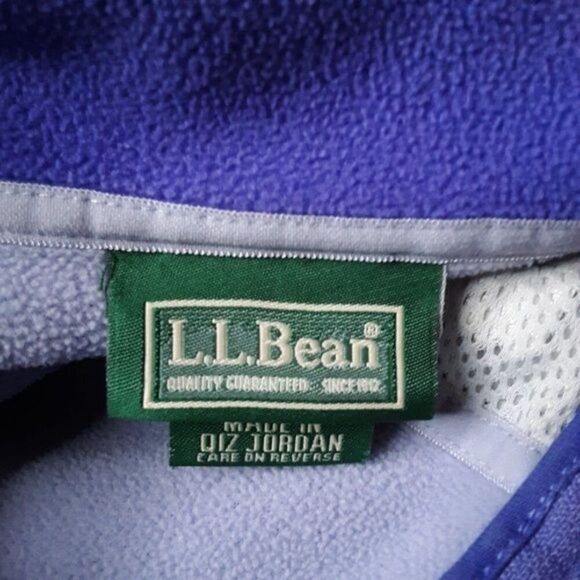 L.L.Bean®
QUALITY GUARANTEED SINCE 1912
MADE IN
QIZ JORDAN
CARE ON REVERSE